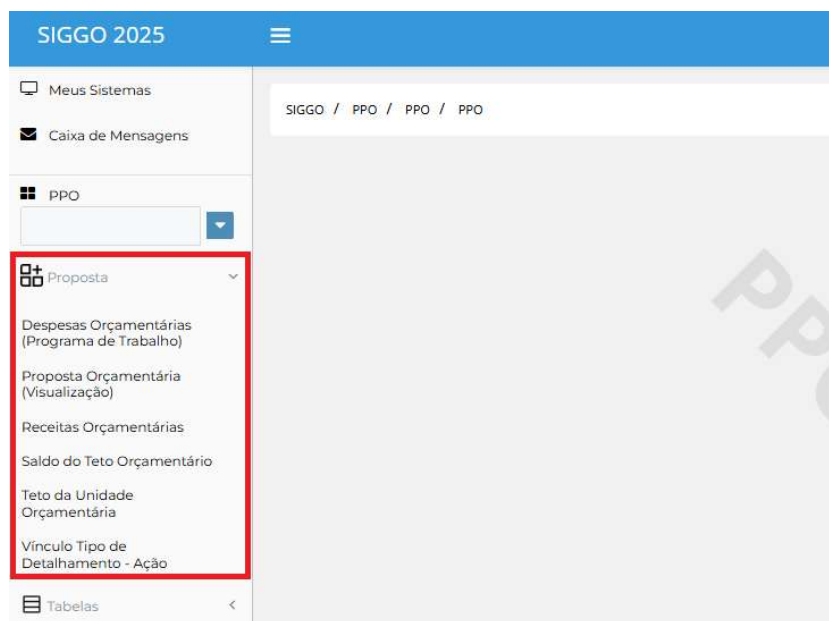 SIGGO 2025
Meus Sistemas
Caixa de Mensagens
SIGGO / PPO / PPO / PPO
PPO
Proposta
Despesas Orçamentárias
(Programa de Trabalho)
Proposta Orçamentária
(Visualização)
Receitas Orçamentárias
Saldo do Teto Orçamentário
Teto da Unidade
Orçamentária
Vínculo Tipo de
Detalhamento - Ação
Tabelas
PPO